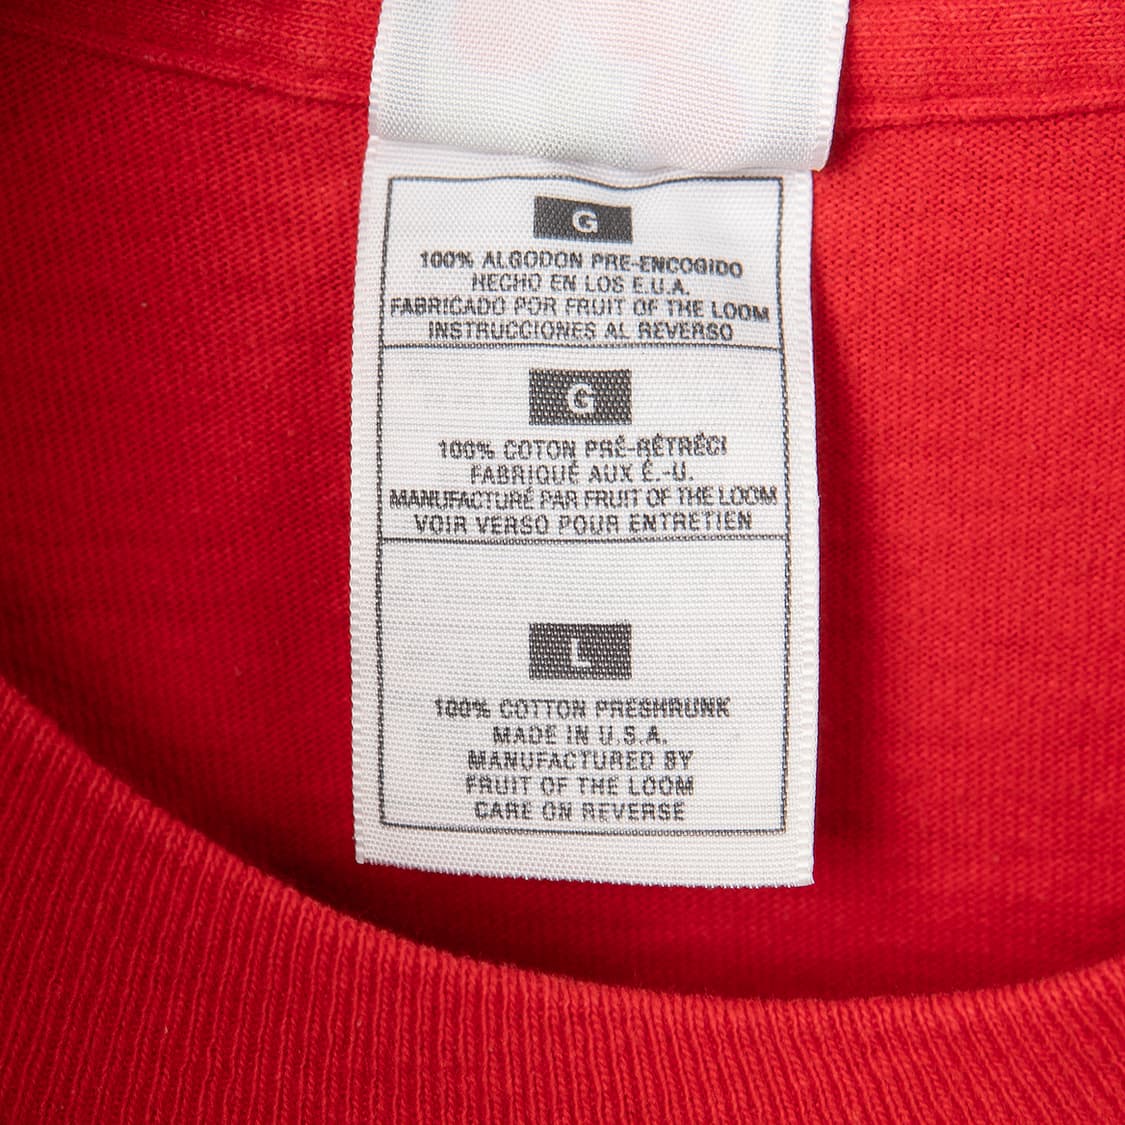 G
100% ALGODON PRE-ENCOGIDO
HECHO EN LOS E.U.A.
FABRICADO POR FRUIT OF THE LOOM
INSTRUCCIONES AL REVERSO
G
100% COTON PRÉ-RÉTRÉCI
FABRIQUÉ AUX É.-U.
MANUFACTURÉ PAR FRUIT OF THE LOOM
VOIR VERSO POUR ENTRETIEN
L
100% COTTON PRESHRUNK
MADE IN U.S.A.
MANUFACTURED BY
FRUIT OF THE LOOM
CARE ON REVERSE